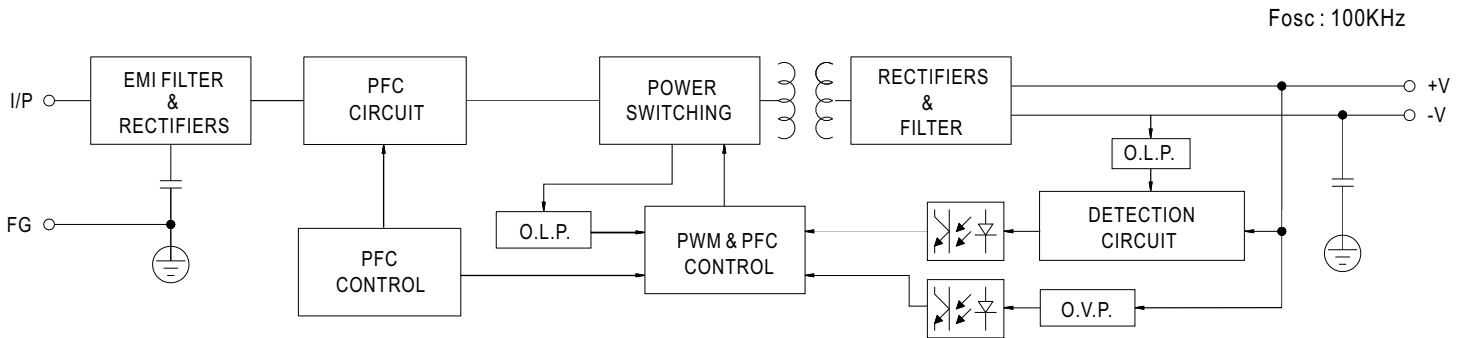 Fosc : 100KHz
I/P
EMI FILTER
&
RECTIFIERS
PFC
CIRCUIT
POWER
SWITCHING
RECTIFIERS
&
FILTER
+V
-V
O.L.P.
FG
PFC
CONTROL
O.L.P.
PWM & PFC
CONTROL
DETECTION
CIRCUIT
O.V.P.